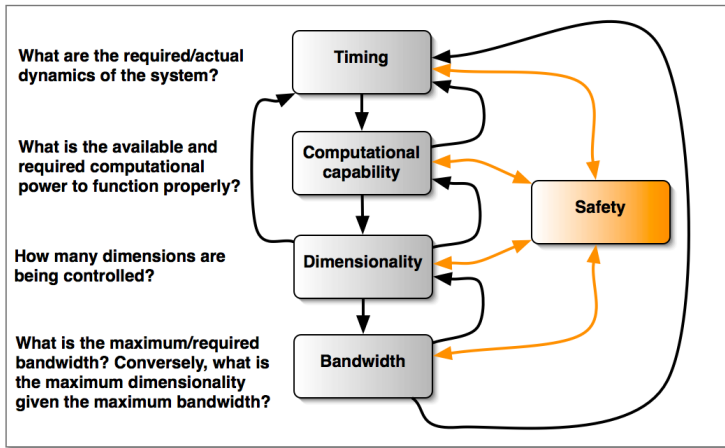 What are the required/actual
dynamics of the system?
Timing
What is the available and
required computational
power to function properly?
Computational
capability
Safety
How many dimensions are
being controlled?
Dimensionality
What is the maximum/required
bandwidth? Conversely, what is
the maximum dimensionality
given the maximum bandwidth?
Bandwidth